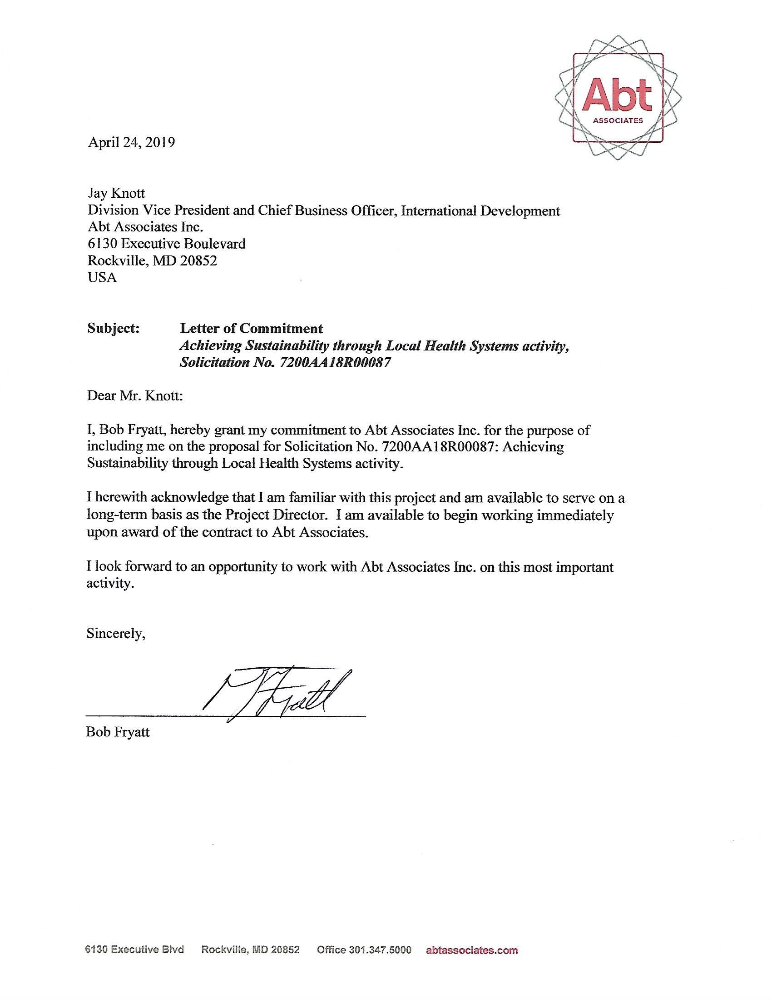 Abt
ASSOCIATES
April 24, 2019
Jay Knott
Division Vice President and Chief Business Officer, International Development
Abt Associates Inc.
6130 Executive Boulevard
Rockville, MD 20852
USA
Subject: Letter of Commitment
Achieving Sustainability through Local Health Systems activity,
Solicitation No. 7200AA18R00087
Dear Mr. Knott:
I, Bob Fryatt, hereby grant my commitment to Abt Associates Inc. for the purpose of
including me on the proposal for Solicitation No. 7200AA18R00087: Achieving
Sustainability through Local Health Systems activity.
I herewith acknowledge that I am familiar with this project and am available to serve on a
long-term basis as the Project Director.  I am available to begin working immediately
upon award of the contract to Abt Associates.
I look forward to an opportunity to work with Abt Associates Inc. on this most important
activity.
Sincerely,
Bob Fryatt
6130 Executive Blvd Rockville, MD 20852 Office 301.347.5000 abtassociates.com